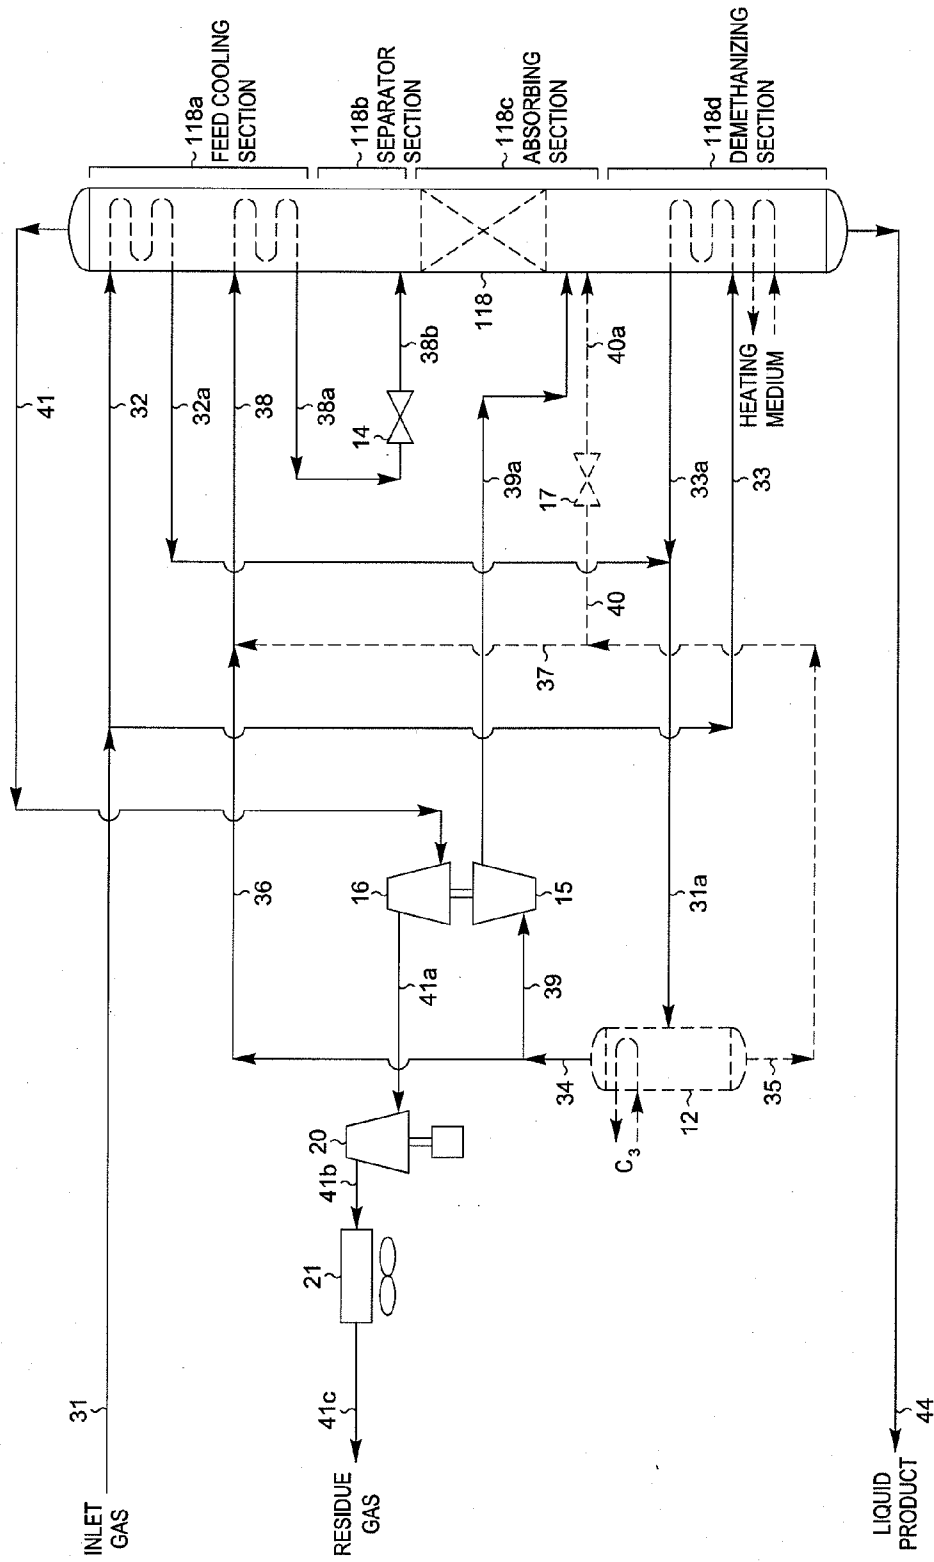 118a
FEED COOLING
SECTION
118b
SEPARATOR
SECTION
118c
ABSORBING
SECTION
118d
DEMETHANIZING
SECTION
41
32
32a
38
38a
14
38b
118
39a
40a
17
40
37
33a
33
HEATING
MEDIUM
36
16
15
41a
39
31a
34
12
35
C3
20
41b
21
41c
31
INLET
GAS
RESIDUE
GAS
44
LIQUID
PRODUCT